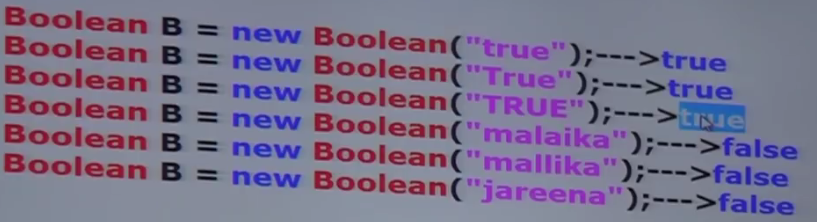 Boolean B = new Boolean("true");--->true
Boolean B = new Boolean("True");--->true
Boolean B = new Boolean("TRUE");--->true
Boolean B = new Boolean("malaika");--->false
Boolean B = new Boolean("mallika");--->false
Boolean B = new Boolean("jareena");--->false